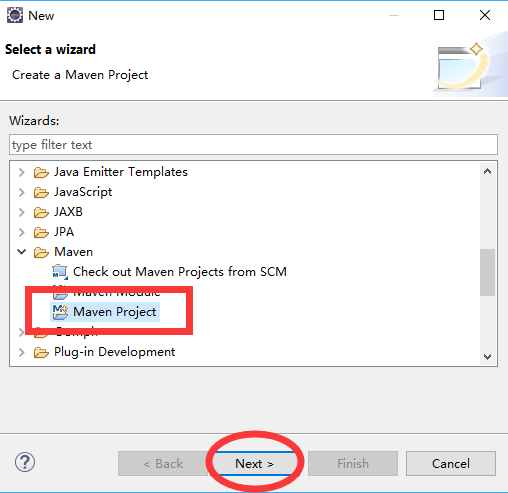 New
Select a wizard
Create a Maven Project
Wizards:
type filter text
Java Emitter Templates
JavaScript
JAXB
JPA
Maven
Check out Maven Projects from SCM
Maven Module
Maven Project
Oomph
Plug-in Development
?
< Back
Next >
Finish
Cancel